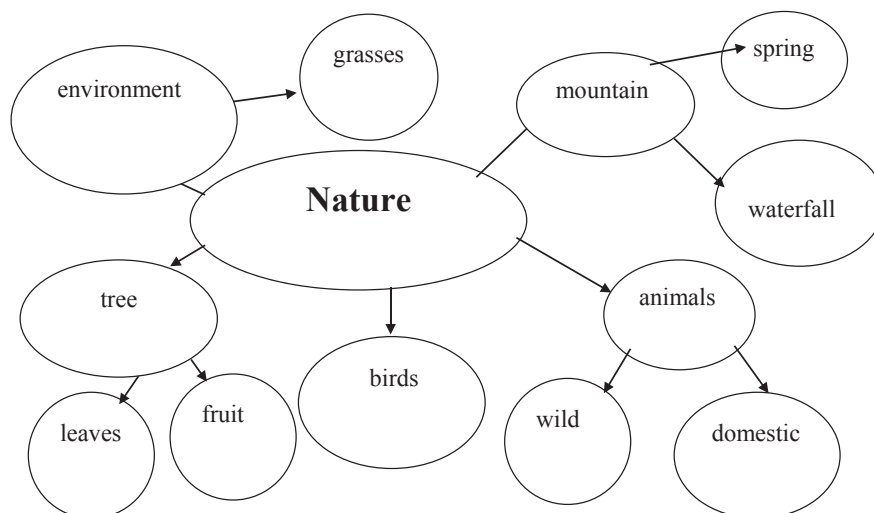 grasses
spring
environment
mountain
Nature
waterfall
tree
animals
birds
leaves
fruit
wild
domestic